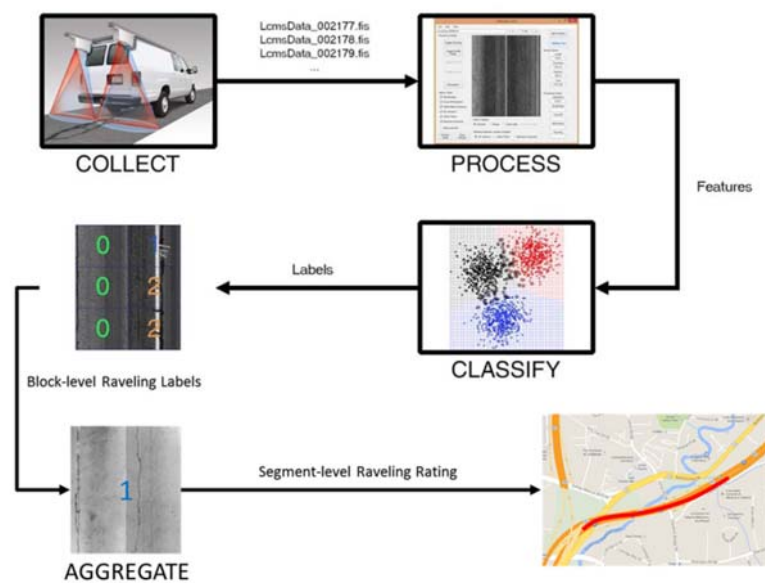 LcmsData_002177.fis
LcmsData_002178.fis
LcmsData_002179.fis
...
COLLECT
PROCESS
Features
0
0 2
0 2
Labels
Block-level Raveling Labels
CLASSIFY
1
Segment-level Raveling Rating
AGGREGATE